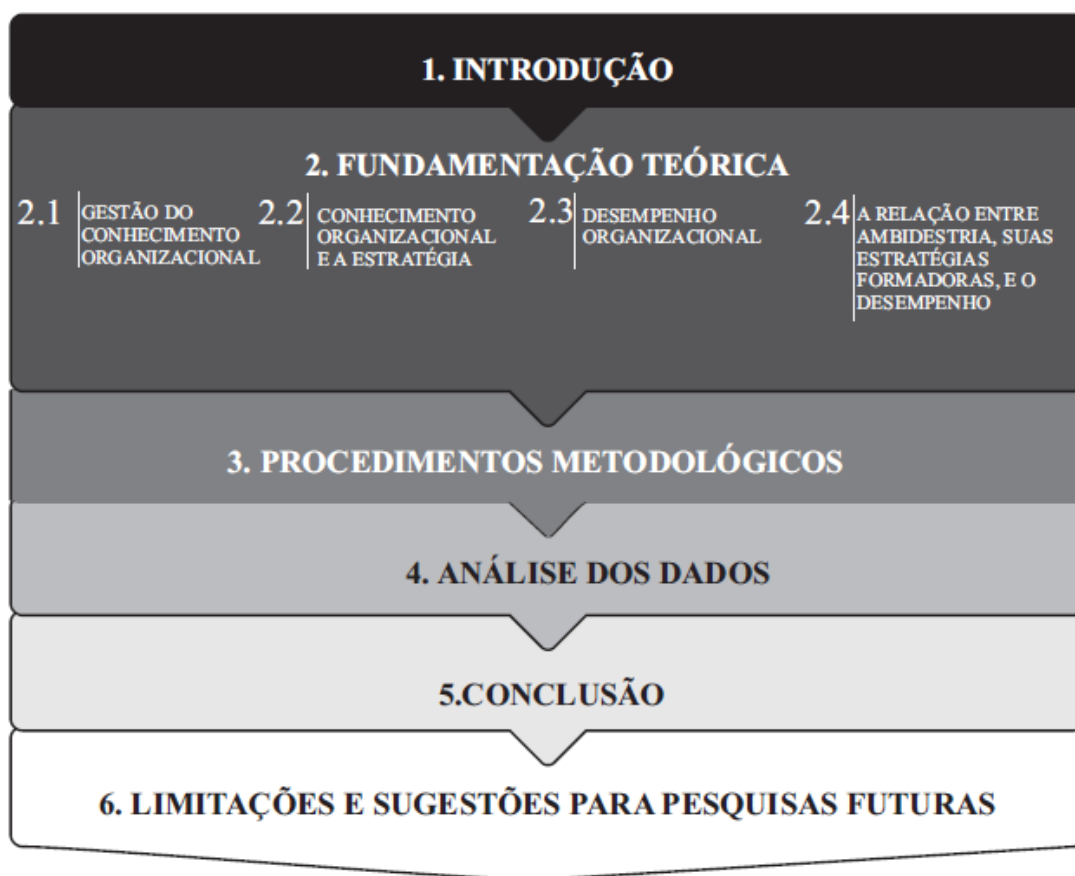 1. INTRODUÇÃO
2. FUNDAMENTAÇÃO TEÓRICA
2.1
GESTÃO DO
CONHECIMENTO
ORGANIZACIONAL
2.2
CONHECIMENTO
ORGANIZACIONAL
E A ESTRATÉGIA
2.3
DESEMPENHO
ORGANIZACIONAL
2.4
A RELAÇÃO ENTRE
AMBIDESTRIA, SUAS
ESTRATÉGIAS
FORMADORAS, E O
DESEMPENHO
3. PROCEDIMENTOS METODOLÓGICOS
4. ANÁLISE DOS DADOS
5.CONCLUSÃO
6. LIMITAÇÕES E SUGESTÕES PARA PESQUISAS FUTURAS